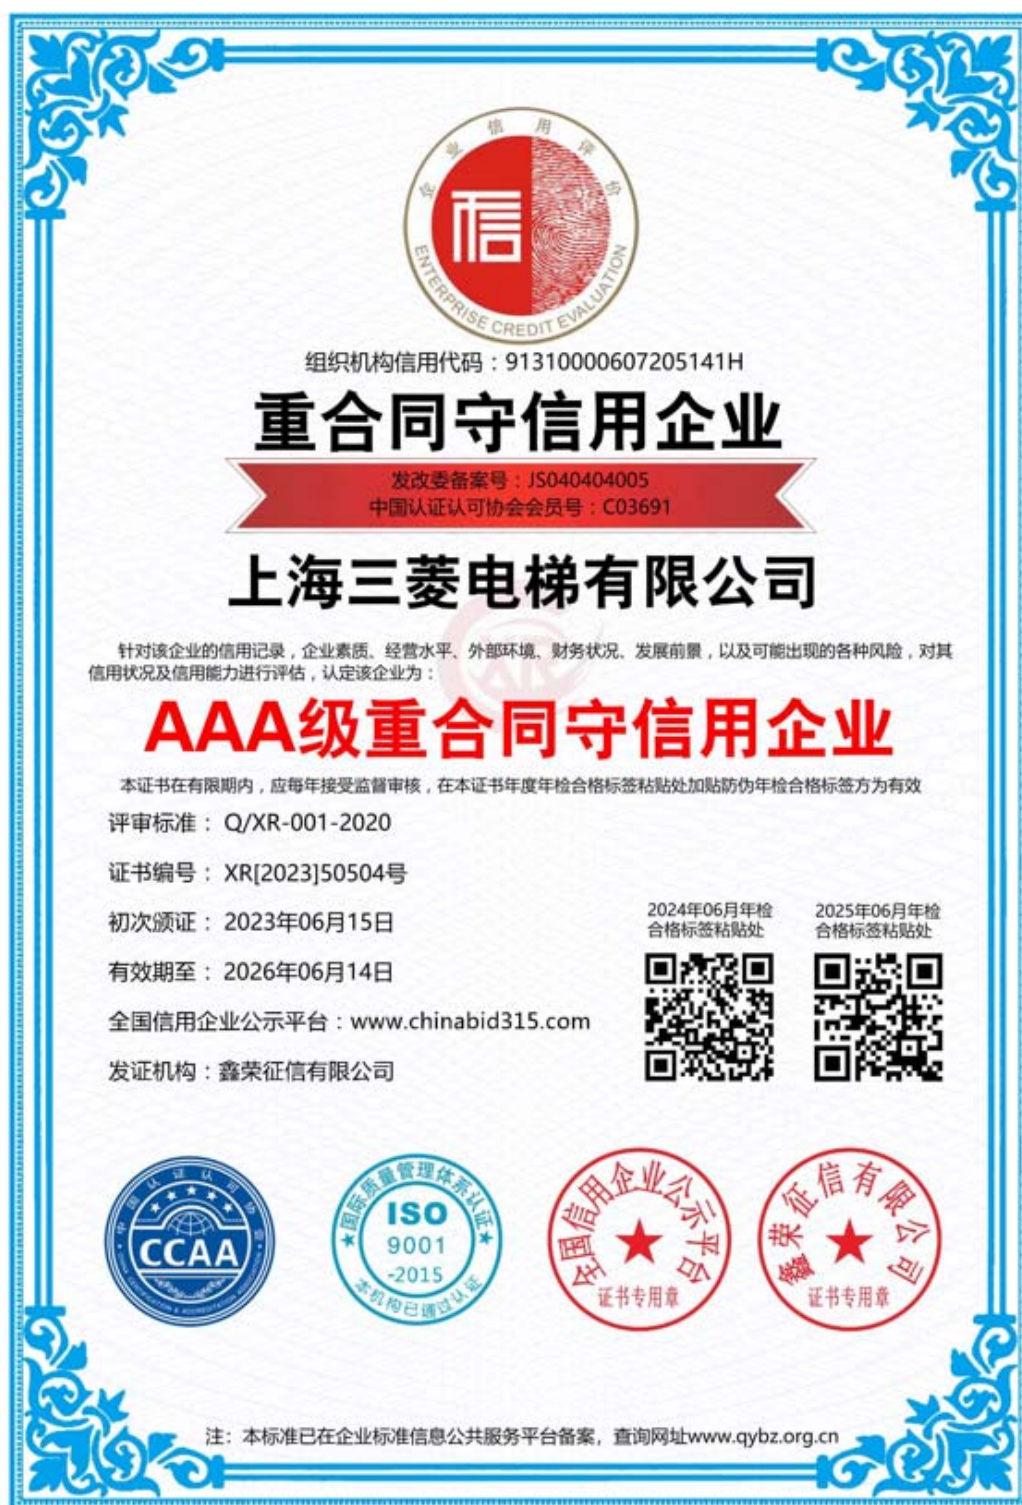 企业信用评价
ENTERPRISE CREDIT EVALUATION
组织机构信用代码：91310000607205141H
重合同守信用企业
发改委备案号：JS040404005
中国认证认可协会会员号：C03691
上海三菱电梯有限公司
针对该企业的信用记录，企业素质、经营水平、外部环境、财务状况、发展前景，以及可能出现的各种风险，对其
信用状况及信用能力进行评估，认定该企业为：
AAA级重合同守信用企业
本证书在有限期内，应每年接受监督审核，在本证书年度年检合格标签粘贴处加贴防伪年检合格标签方为有效
评审标准： Q/XR-001-2020
证书编号： XR[2023]50504号
初次颁证： 2023年06月15日
有效期至： 2026年06月14日
全国信用企业公示平台：www.chinabid315.com
发证机构：鑫荣征信有限公司
2024年06月年检
合格标签粘贴处
2025年06月年检
合格标签粘贴处
中国认证认可协会
CCAA
国际质量管理体系认证
ISO
9001
-2015
本机构已通过认证
全国信用企业公示平台
证书专用章
鑫荣征信有限公司
证书专用章
注：本标准已在企业标准信息公共服务平台备案，查询网址www.qybz.org.cn